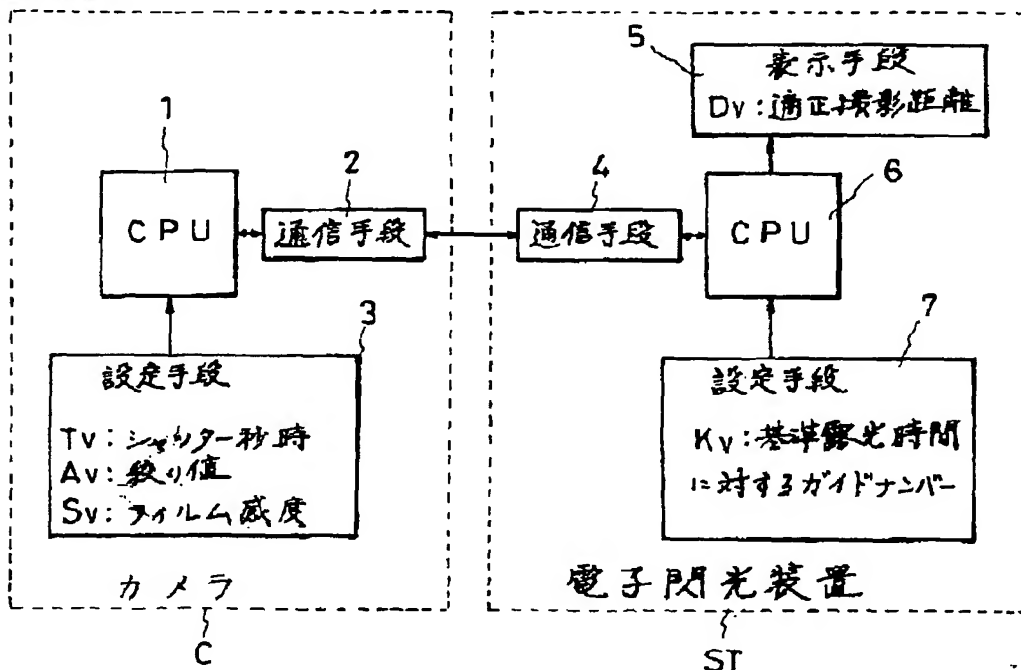 5
表示手段
Dv:適正撮影距離
1
2
4
6
CPU
通信手段
通信手段
CPU
3
7
設定手段
Tv:シャッター秒時
Av:絞り値
Sv:フィルム感度
設定手段
Kv:基準露光時間
に対するガイドナンバー
カメラ
電子閃光装置
C
ST